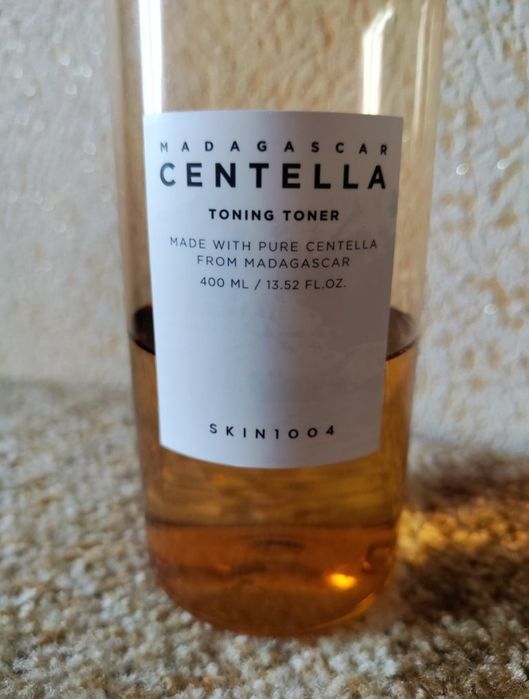 MADAGASCAR
CENTELLA
TONING TONER
MADE WITH PURE CENTELLA
FROM MADAGASCAR
400 ML / 13.52 FL.OZ.
SKIN1004